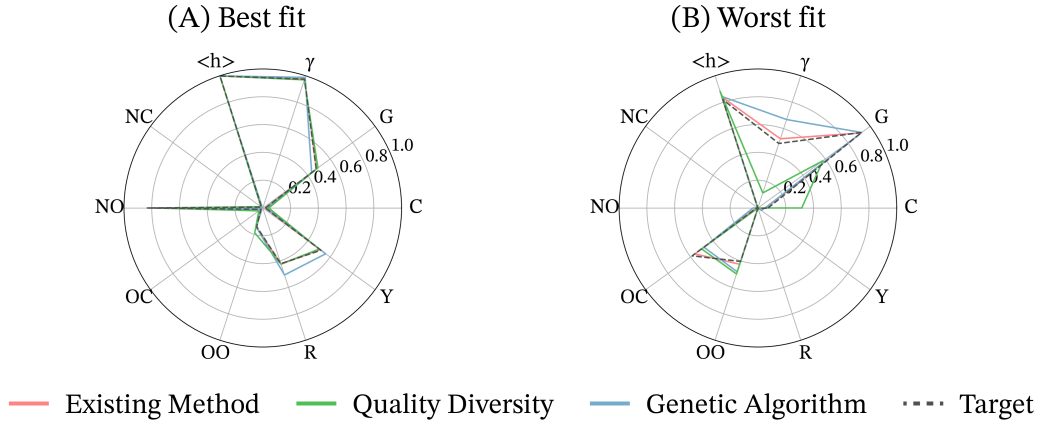 (A) Best fit
(B) Worst fit
<h>
γ
NC
G
1.0
0.8
0.6
0.4
0.2
NO
C
OC
Y
OO
R
<h>
γ
NC
G
1.0
0.8
0.6
0.4
0.2
NO
C
OC
Y
OO
R
Existing Method
Quality Diversity
Genetic Algorithm
Target